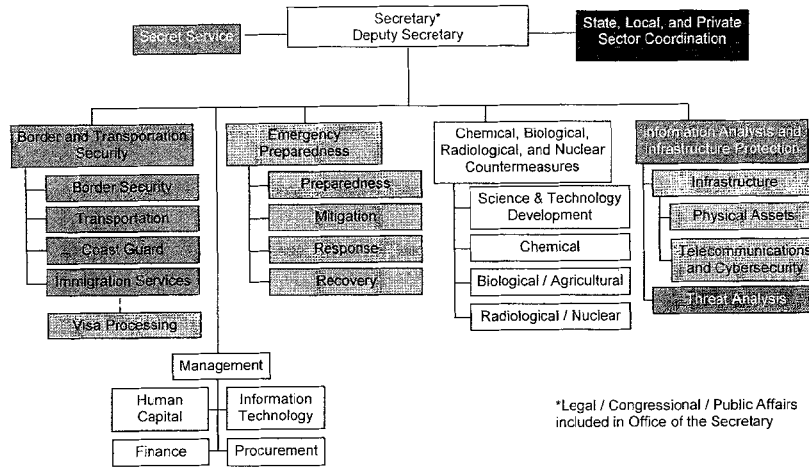 Secretary*
Deputy Secretary
Secret Service
State, Local, and Private
Sector Coordination
Border and Transportation
Security
Border Security
Transportation
Coast Guard
Immigration Services
Visa Processing
Emergency
Preparedness
Preparedness
Mitigation
Response
Recovery
Chemical, Biological,
Radiological, and Nuclear
Countermeasures
Science & Technology
Development
Chemical
Biological / Agricultural
Radiological / Nuclear
Information Analysis and
Infrastructure Protection
Infrastructure
Physical Assets
Telecommunications
and Cybersecurity
Threat Analysis
Management
Human
Capital
Information
Technology
Finance
Procurement
*Legal / Congressional / Public Affairs
included in Office of the Secretary